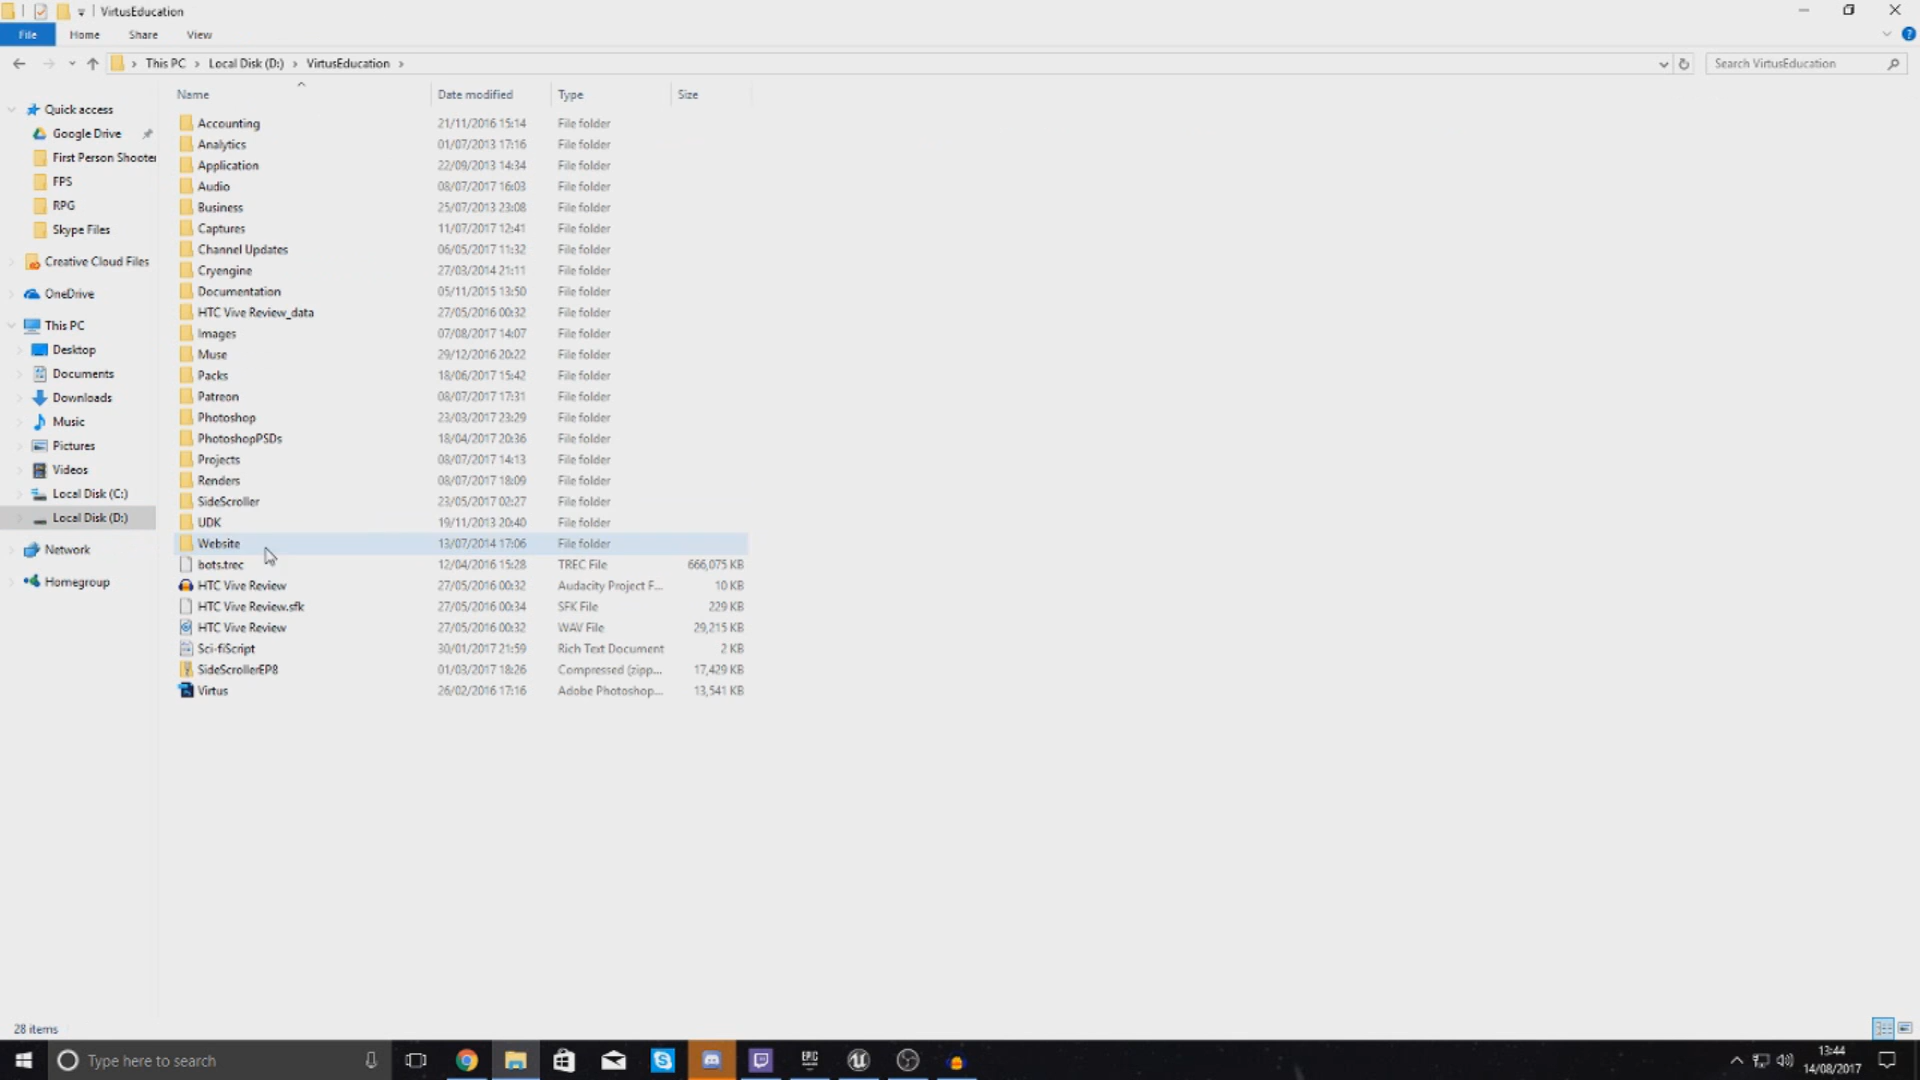 VirtusEducation
File Home Share View
This PC Local Disk (D:) VirtusEducation Search VirtusEducation
Name Date modified Type Size
Quick access
Google Drive
First Person Shooter
FPS
RPG
Skype Files
Creative Cloud Files
OneDrive
This PC
Desktop
Documents
Downloads
Music
Pictures
Videos
Local Disk (C:)
Local Disk (D:)
Network
Homegroup
Accounting 21/11/2016 15:14 File folder
Analytics 01/07/2013 17:16 File folder
Application 22/09/2013 14:34 File folder
Audio 08/07/2017 16:03 File folder
Business 25/07/2013 23:08 File folder
Captures 11/07/2017 12:41 File folder
Channel Updates 06/05/2017 11:32 File folder
Cryengine 27/03/2014 21:11 File folder
Documentation 05/11/2015 13:50 File folder
HTC Vive Review_data 27/05/2016 00:32 File folder
Images 07/08/2017 14:07 File folder
Muse 29/12/2016 20:22 File folder
Packs 18/06/2017 15:42 File folder
Patreon 08/07/2017 17:31 File folder
Photoshop 23/03/2017 23:29 File folder
PhotoshopPSDs 18/04/2017 20:36 File folder
Projects 08/07/2017 14:13 File folder
Renders 08/07/2017 18:09 File folder
SideScroller 23/05/2017 02:27 File folder
UDK 19/11/2013 20:40 File folder
Website 13/07/2014 17:06 File folder
bots.trec 12/04/2016 15:28 TREC File 666,075 KB
HTC Vive Review 27/05/2016 00:32 Audacity Project F... 10 KB
HTC Vive Review.sfk 27/05/2016 00:34 SFK File 229 KB
HTC Vive Review 27/05/2016 00:32 WAV File 29,215 KB
Sci-fiScript 30/01/2017 21:59 Rich Text Document 2 KB
SideScrollerEP8 01/03/2017 18:26 Compressed (zipp... 17,429 KB
Virtus 26/02/2016 17:16 Adobe Photoshop... 13,541 KB
28 items
Type here to search
EPIC
13:44
14/08/2017